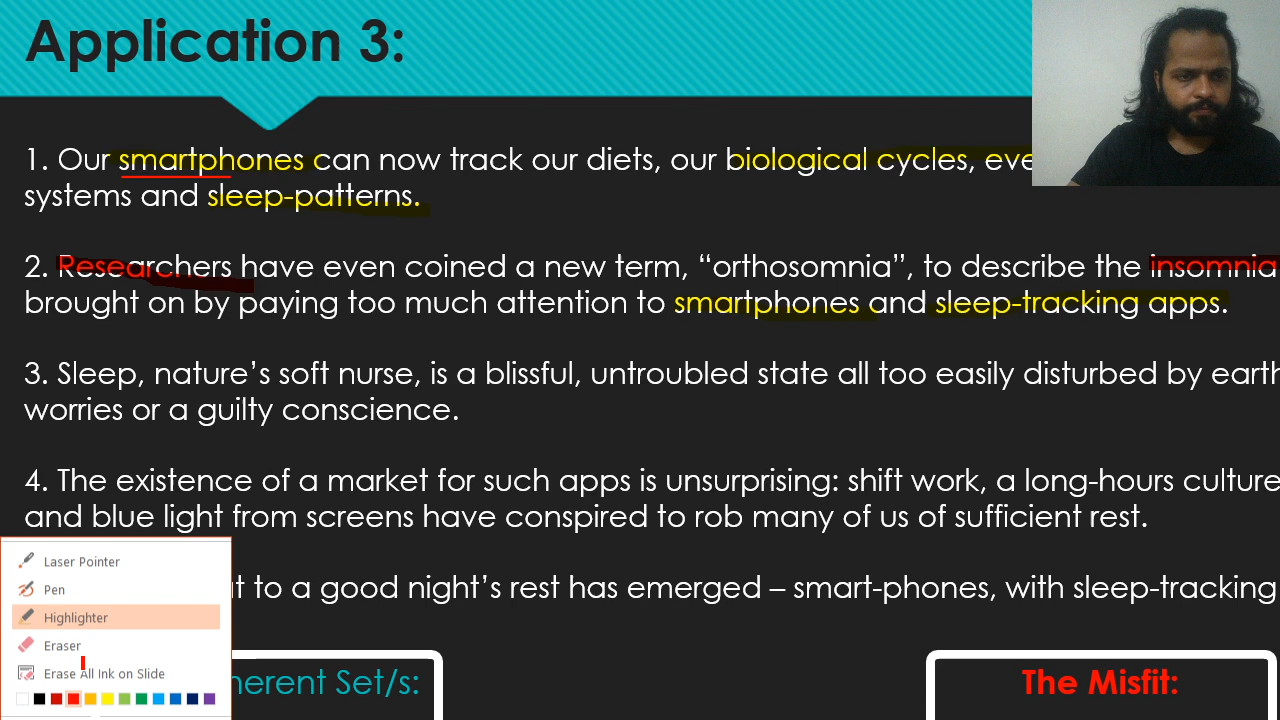 Application 3:
1. Our smartphones can now track our diets, our biological cycles,
systems and sleep-patterns.
2. Researchers have even coined a new term, “orthosomnia”, to describe the insomnia
brought on by paying too much attention to smartphones and sleep-tracking apps.
3. Sleep, nature’s soft nurse, is a blissful, untroubled state all too easily disturbed by
worries or a guilty conscience.
4. The existence of a market for such apps is unsurprising: shift work, a long-hours culture
and blue light from screens have conspired to rob many of us of sufficient rest.
to a good night’s rest has emerged – smart-phones, with sleep-tracking
Laser Pointer
Pen
Highlighter
Eraser
Erase All Ink on Slide
Set/s:
The Misfit: